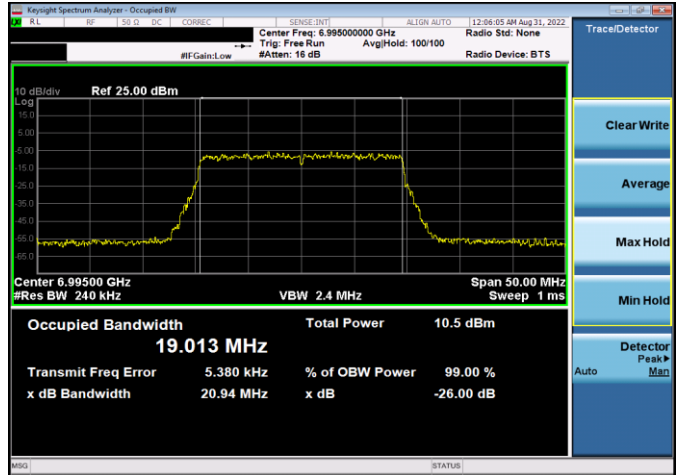 Keysight Spectrum Analyzer - Occupied BW
RL RF 50 Ω DC CORREC SENSE:INT ALIGN AUTO 12:06:05 AM Aug 31, 2022
Center Freq: 6.995000000 GHz Radio Std: None
Trig: Free Run Avg|Hold: 100/100
#IFGain:Low #Atten: 16 dB Radio Device: BTS
Trace/Detector
10 dB/div Ref 25.00 dBm
Log
15.0
5.00
-5.00
-15.0
-25.0
-35.0
-45.0
-55.0
-65.0
Center 6.99500 GHz Span 50.00 MHz
#Res BW 240 kHz VBW 2.4 MHz Sweep 1 ms
Occupied Bandwidth Total Power 10.5 dBm
19.013 MHz
Transmit Freq Error 5.380 kHz % of OBW Power 99.00 %
x dB Bandwidth 20.94 MHz x dB -26.00 dB
Clear Write
Average
Max Hold
Min Hold
Detector
Peak▶
Auto Man
MSG STATUS